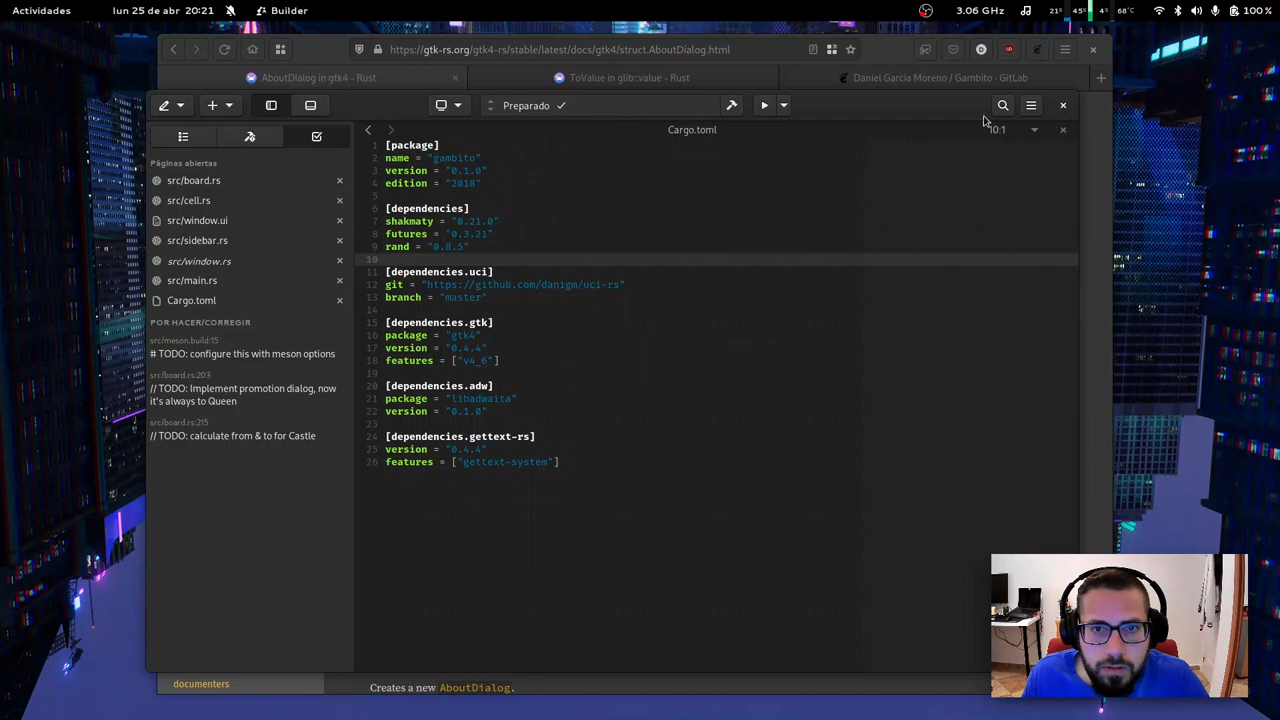 Actividades
lun 25 de abr 20:21
Builder
3.06 GHz
21%
45%
4%
68°C
100 %
https://gtk-rs.org/gtk4-rs/stable/latest/docs/gtk4/struct.AboutDialog.html
AboutDialog in gtk4 - Rust
ToValue in glib::value - Rust
Daniel García Moreno / Gambito · GitLab
Preparado
Cargo.toml
10:1
Páginas abiertas
src/board.rs
src/cell.rs
src/window.ui
src/sidebar.rs
src/window.rs
src/main.rs
Cargo.toml
POR HACER/CORREGIR
src/meson.build:15
# TODO: configure this with meson options
src/board.rs:203
// TODO: Implement promotion dialog, now
it's always to Queen
src/board.rs:215
// TODO: calculate from & to for Castle
1 [package]
2 name = "gambito"
3 version = "0.1.0"
4 edition = "2018"
5
6 [dependencies]
7 shakmaty = "0.21.0"
8 futures = "0.3.21"
9 rand = "0.8.5"
10
11 [dependencies.uci]
12 git = "https://github.com/danigm/uci-rs"
13 branch = "master"
14
15 [dependencies.gtk]
16 package = "gtk4"
17 version = "0.4.4"
18 features = ["v4_6"]
19
20 [dependencies.adw]
21 package = "libadwaita"
22 version = "0.1.0"
23
24 [dependencies.gettext-rs]
25 version = "0.4.4"
26 features = ["gettext-system"]
documenters
Creates a new AboutDialog.